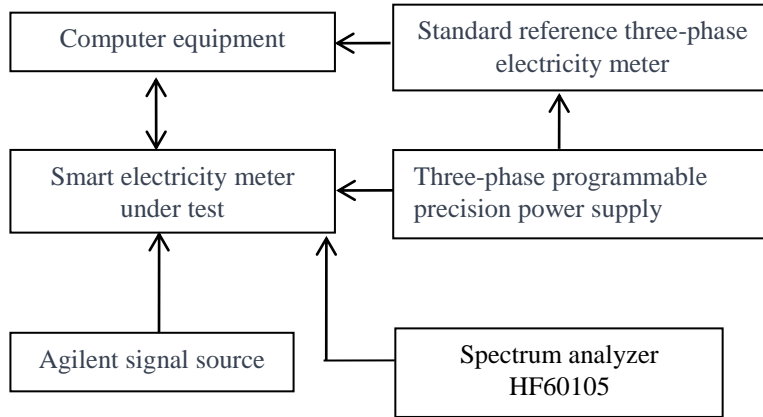 Computer equipment
Standard reference three-phase
electricity meter
Smart electricity meter
under test
Three-phase programmable
precision power supply
Agilent signal source
Spectrum analyzer
HF60105